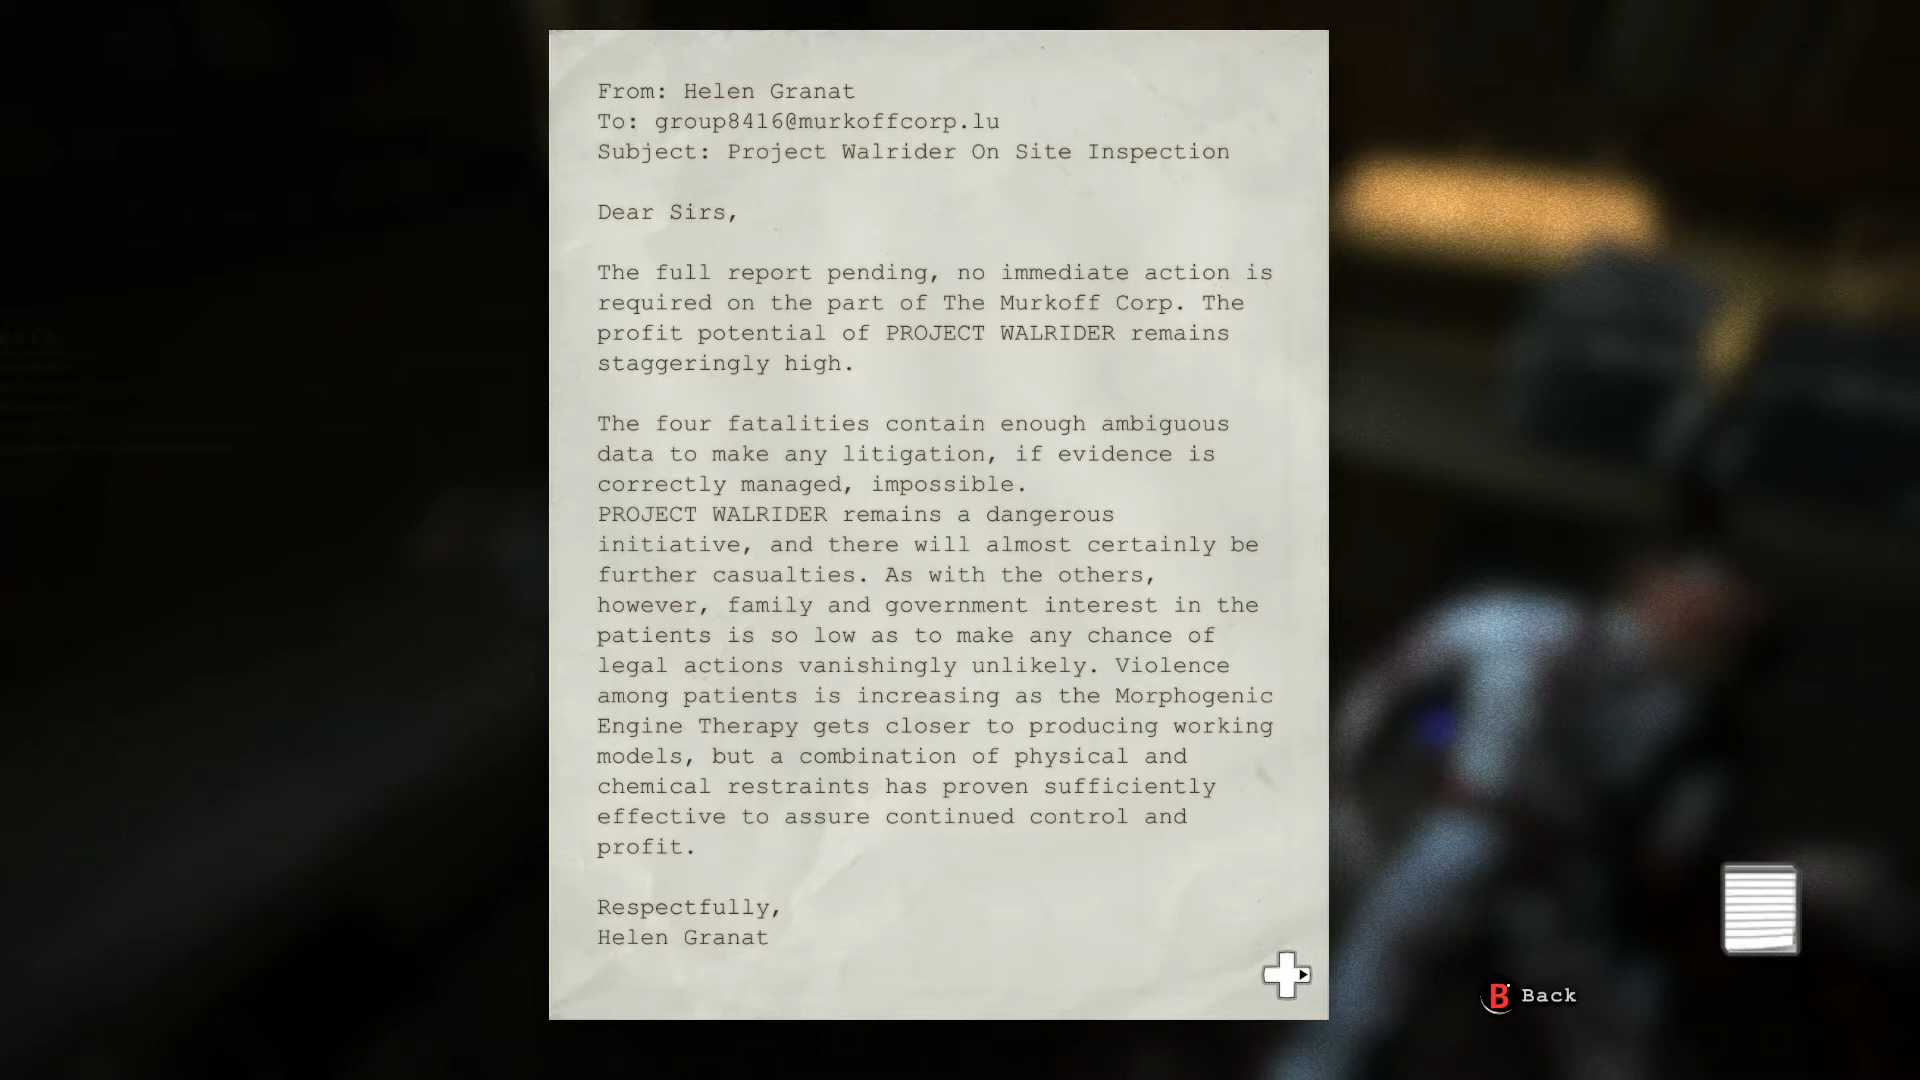 From: Helen Granat
To: group8416@murkoffcorp.lu
Subject: Project Walrider On Site Inspection
Dear Sirs,
The full report pending, no immediate action is
required on the part of The Murkoff Corp. The
profit potential of PROJECT WALRIDER remains
staggeringly high.
The four fatalities contain enough ambiguous
data to make any litigation, if evidence is
correctly managed, impossible.
PROJECT WALRIDER remains a dangerous
initiative, and there will almost certainly be
further casualties. As with the others,
however, family and government interest in the
patients is so low as to make any chance of
legal actions vanishingly unlikely. Violence
among patients is increasing as the Morphogenic
Engine Therapy gets closer to producing working
models, but a combination of physical and
chemical restraints has proven sufficiently
effective to assure continued control and
profit.
Respectfully,
Helen Granat
B Back